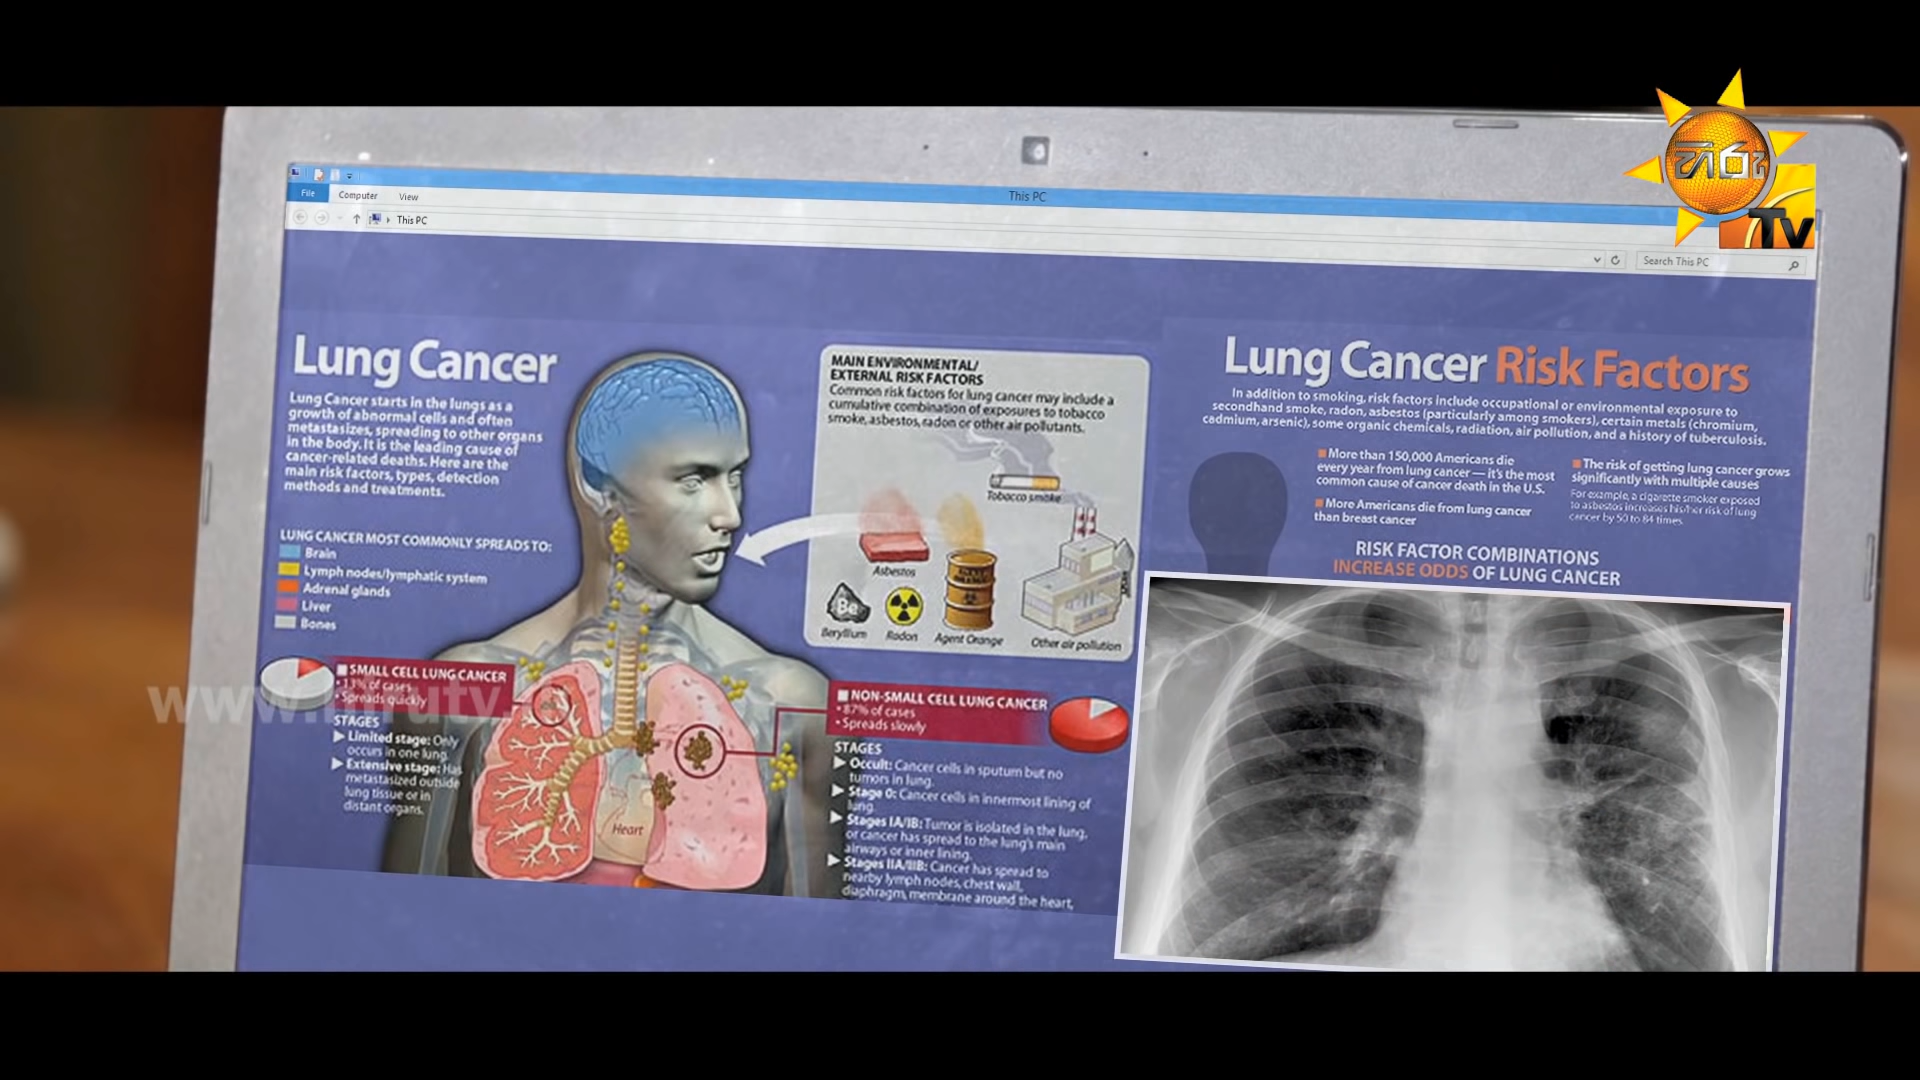 හිරු
Tv
This PC
File
Computer
View
This PC
Search This PC
Lung Cancer
Lung Cancer starts in the lungs as a
growth of abnormal cells and often
metastasizes, spreading to other organs
in the body. It is the leading cause of
cancer-related deaths. Here are the
main risk factors, types, detection
methods and treatments.
LUNG CANCER MOST COMMONLY SPREADS TO:
Brain
Lymph nodes/lymphatic system
Adrenal glands
Liver
Bones
MAIN ENVIRONMENTAL/
EXTERNAL RISK FACTORS
Common risk factors for lung cancer may include a
cumulative combination of exposures to tobacco
smoke, asbestos, radon or other air pollutants.
Tobacco smoke
Asbestos
Be
Beryllium
Radon
Agent Orange
Other air pollution
SMALL CELL LUNG CANCER
• 13% of cases
• Spreads quickly
STAGES
Limited stage: Only
occurs in one lung.
Extensive stage: Has
metastasized outside
lung tissue or in
distant organs.
Heart
NON-SMALL CELL LUNG CANCER
• 87% of cases
• Spreads slowly
STAGES
Occult: Cancer cells in sputum but no
tumors in lung.
Stage 0: Cancer cells in innermost lining of
lung.
Stages IA/IB: Tumor is isolated in the lung,
or cancer has spread to the lung's main
airways or inner lining.
Stages IIA/IIB: Cancer has spread to
nearby lymph nodes, chest wall,
diaphragm, membrane around the heart,
Lung Cancer Risk Factors
In addition to smoking, risk factors include occupational or environmental exposure to
secondhand smoke, radon, asbestos (particularly among smokers), certain metals (chromium,
cadmium, arsenic), some organic chemicals, radiation, air pollution, and a history of tuberculosis.
More than 150,000 Americans die
every year from lung cancer — it's the most
common cause of cancer death in the U.S.
More Americans die from lung cancer
than breast cancer
The risk of getting lung cancer grows
significantly with multiple causes
For example, a cigarette smoker exposed
to asbestos increases his/her risk of lung
cancer by 50 to 84 times.
RISK FACTOR COMBINATIONS
INCREASE ODDS OF LUNG CANCER